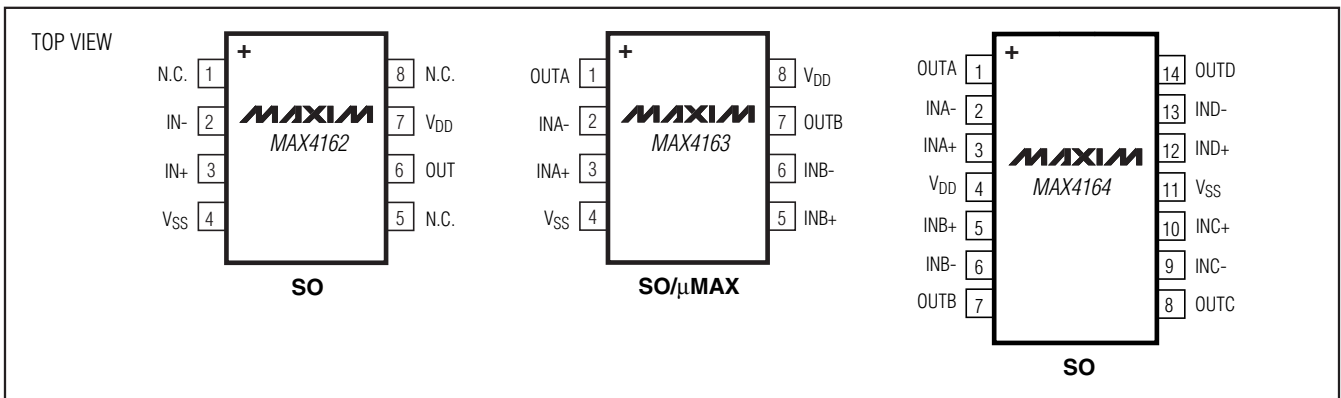 TOP VIEW
+
MAXIM
MAX4162
N.C. 1
IN- 2
IN+ 3
VSS 4
8 N.C.
7 VDD
6 OUT
5 N.C.
SO
+
MAXIM
MAX4163
OUTA 1
INA- 2
INA+ 3
VSS 4
8 VDD
7 OUTB
6 INB-
5 INB+
SO/μMAX
+
MAXIM
MAX4164
OUTA 1
INA- 2
INA+ 3
VDD 4
INB+ 5
INB- 6
OUTB 7
14 OUTD
13 IND-
12 IND+
11 VSS
10 INC+
9 INC-
8 OUTC
SO